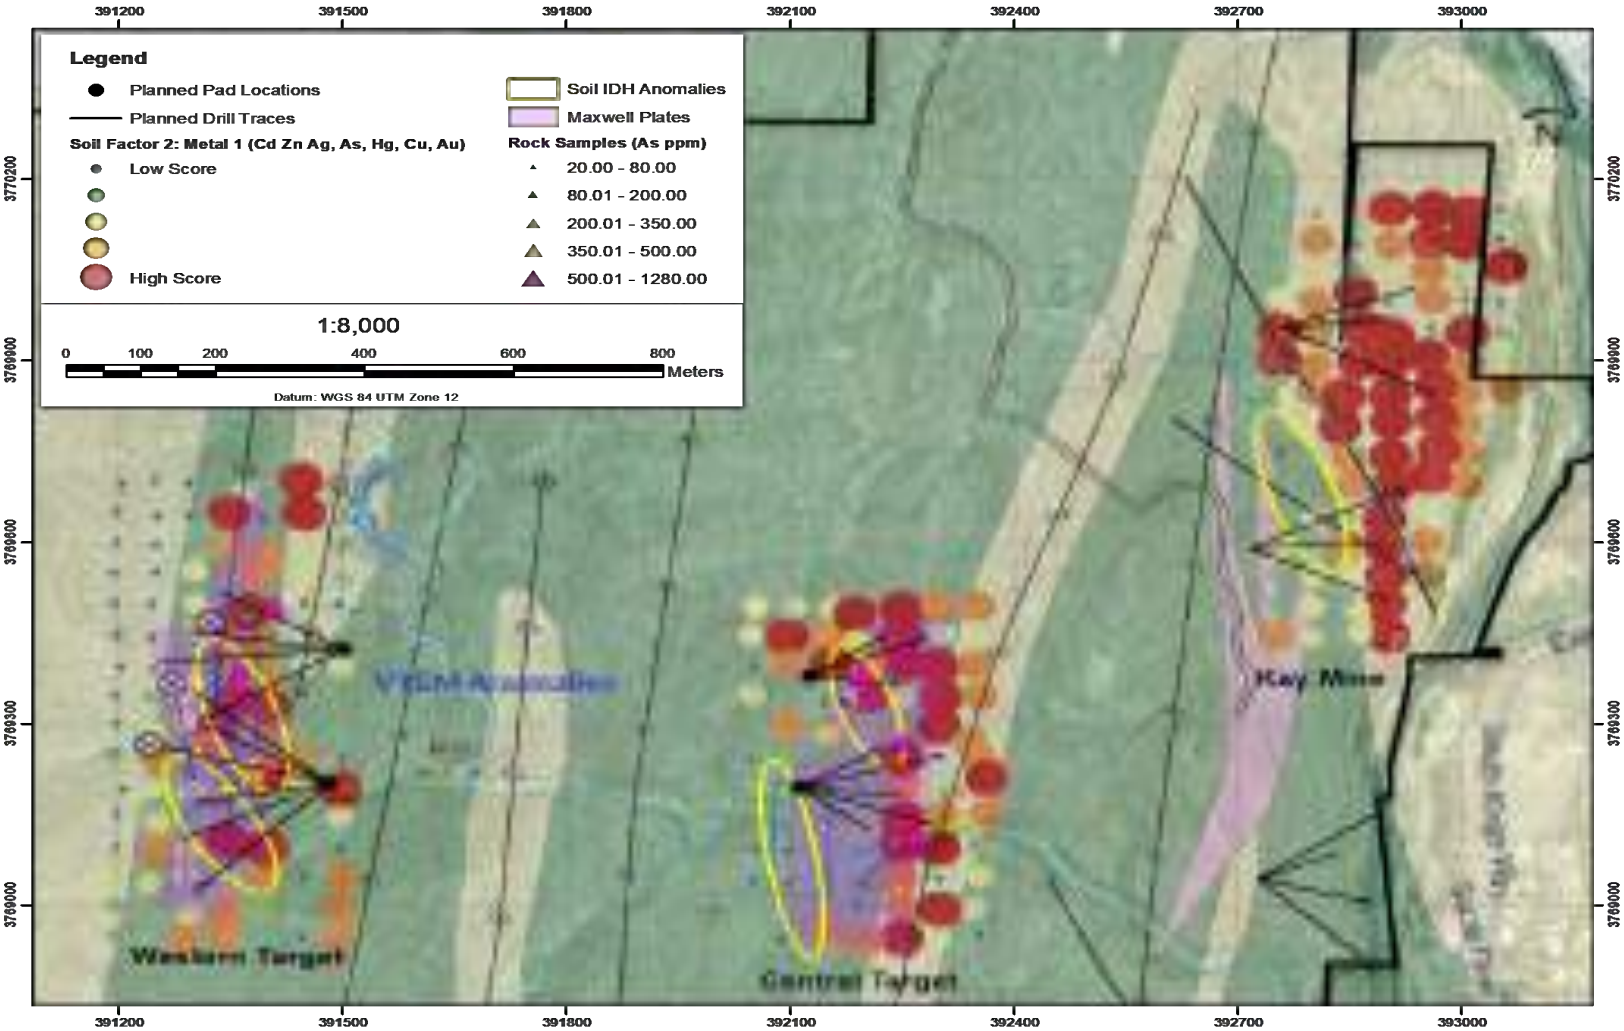 391200 391500 391800 392100 392400 392700 393000
Legend
Planned Pad Locations
Planned Drill Traces
Soil Factor 2: Metal 1 (Cd Zn Ag, As, Hg, Cu, Au)
Low Score
High Score
Soil IDH Anomalies
Maxwell Plates
Rock Samples (As ppm)
20.00 - 80.00
80.01 - 200.00
200.01 - 350.00
350.01 - 500.00
500.01 - 1280.00
1:8,000
0 100 200 400 600 800
Meters
Datum: WGS 84 UTM Zone 12
3770200
3769900
3769600
3769300
3769000
3770200
3769900
3769600
3769300
3769000
VTEM Anomalies
Kay Mine
Western Target
Central Target
391200 391500 391800 392100 392400 392700 393000